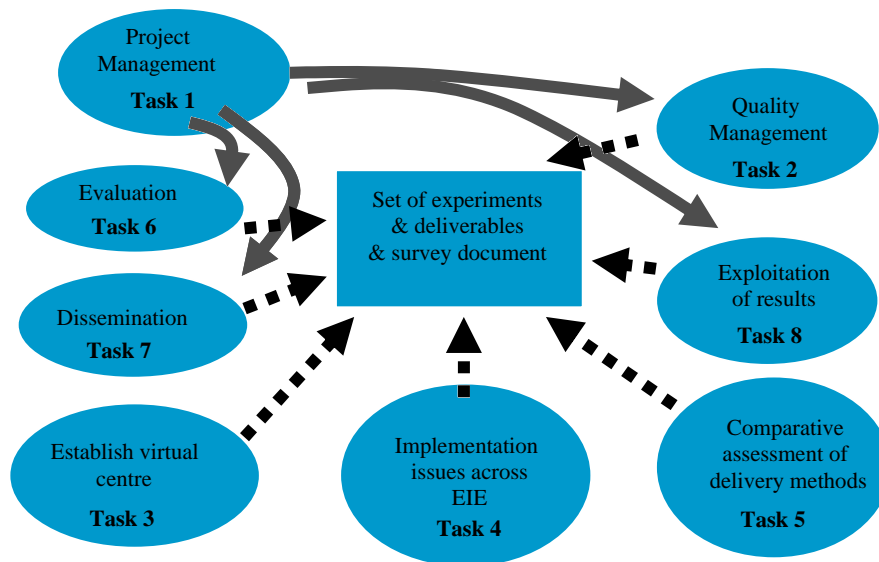 Project
Management
Task 1
Quality
Management
Task 2
Evaluation
Task 6
Set of experiments
& deliverables
& survey document
Exploitation
of results
Task 8
Dissemination
Task 7
Establish virtual
centre
Task 3
Implementation
issues across
EIE
Task 4
Comparative
assessment of
delivery methods
Task 5